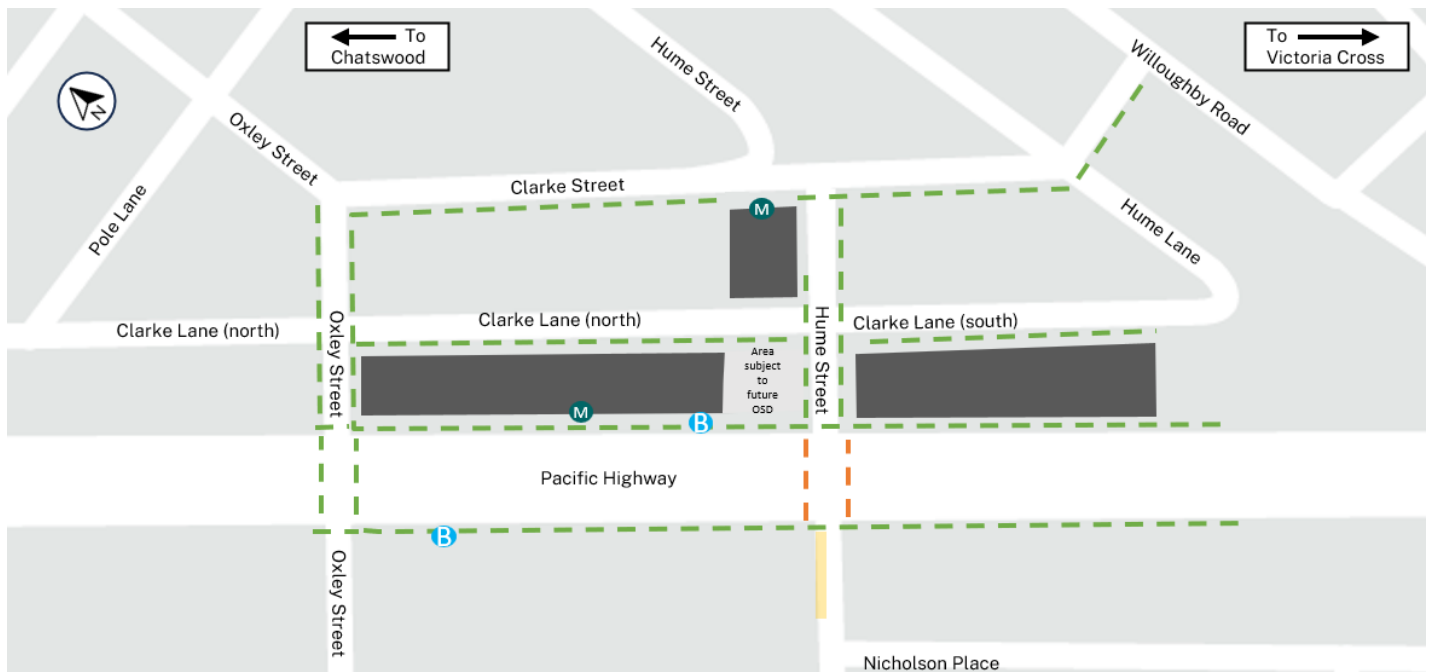 To
Chatswood
To
Victoria Cross
N
Hume Street
Willoughby Road
Oxley Street
Pole Lane
Clarke Street
M
Hume Lane
Clarke Lane (north)
Oxley Street
Clarke Lane (north)
Hume Street
Clarke Lane (south)
Area
subject
to
future
OSD
M
B
Pacific Highway
B
Oxley Street
Nicholson Place